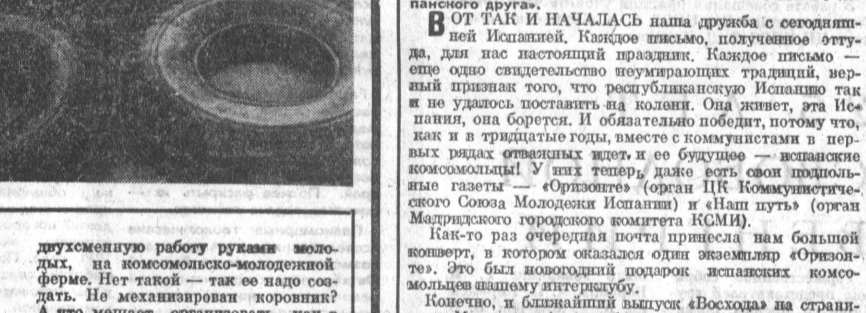 двухсменную работу руками моло-
дых, на комсомольско-молодежной
ферме. Нет такой — так ее надо соз-
дать. Не механизирован коровник?
А что мешает организовать
панского друга».
ВОТ ТАК И НАЧАЛАСЬ наша дружба с сегодняш-
ней Испанией. Каждое письмо, полученное отту-
да, для нас настоящий праздник. Каждое письмо —
еще одно свидетельство неумирающих традиций, вер-
ный признак того, что республиканскую Испанию так
и не удалось поставить на колени. Она живет, эта Ис-
пания, она борется. И обязательно победит, потому что,
как и в тридцатые годы, вместе с коммунистами в пер-
вых рядах отважных идет и ее будущее — испанские
комсомольцы! У них теперь даже есть свои подполь-
ные газеты — «Оризонте» (орган ЦК Коммунистиче-
ского Союза Молодежи Испании) и «Наш путь» (орган
Мадридского городского комитета КСМИ).
Как-то раз очередная почта принесла нам большой
конверт, в котором оказался один экземпляр «Оризон-
те». Это был новогодний подарок испанских комсо-
мольцев нашему интерклубу.
Конечно, и ближайший выпуск «Восхода» на страни-